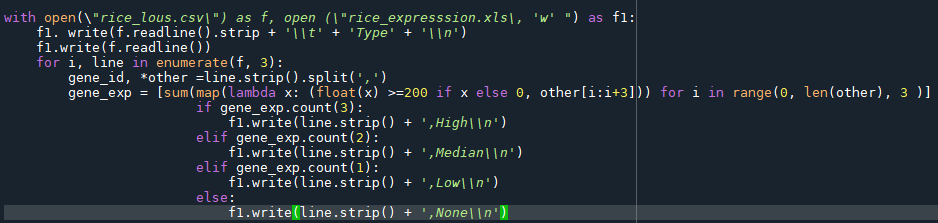 with open(\"rice_lous.csv\") as f, open (\"rice_expresssion.xls\, 'w' ") as f1:
    f1. write(f.readline().strip + '\\t' + 'Type' + '\\n')
    f1.write(f.readline())
    for i, line in enumerate(f, 3):
        gene_id, *other =line.strip().split(',')
        gene_exp = [sum(map(lambda x: (float(x) >=200 if x else 0, other[i:i+3])) for i in range(0, len(other), 3 )]
                        if gene_exp.count(3):
                            f1.write(line.strip() + ',High\\n')
                        elif gene_exp.count(2):
                            f1.write(line.strip() + ',Median\\n')
                        elif gene_exp.count(1):
                            f1.write(line.strip() + ',Low\\n')
                        else:
                            f1.write(line.strip() + ',None\\n')